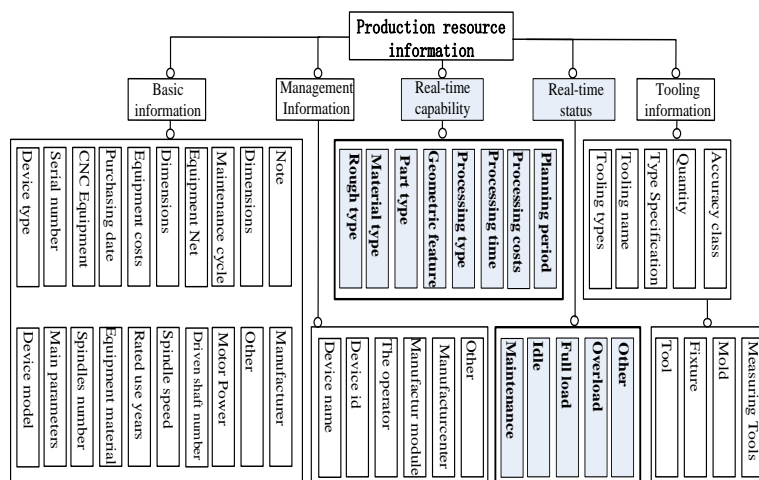 Production resource
information
Basic
information
Management
Information
Real-time
capability
Real-time
status
Tooling
information
Device type
Serial number
CNC Equipment
Purchasing date
Equipment costs
Dimensions
Equipment Net
Maintenance cycle
Dimensions
Note
Rough type
Material type
Part type
Geometric feature
Processing type
Processing time
Processing costs
Planning period
Tooling types
Tooling name
Type Specification
Quantity
Accuracy class
Device model
Main parameters
Spindles number
Equipment material
Rated use years
Spindle speed
Driven shaft number
Motor Power
Other
Manufacturer
Device name
Device id
The operator
Manufactur module
Manufacturcenter
Other
Maintenance
Idle
Full load
Overload
Other
Tool
Fixture
Mold
Measuring Tools